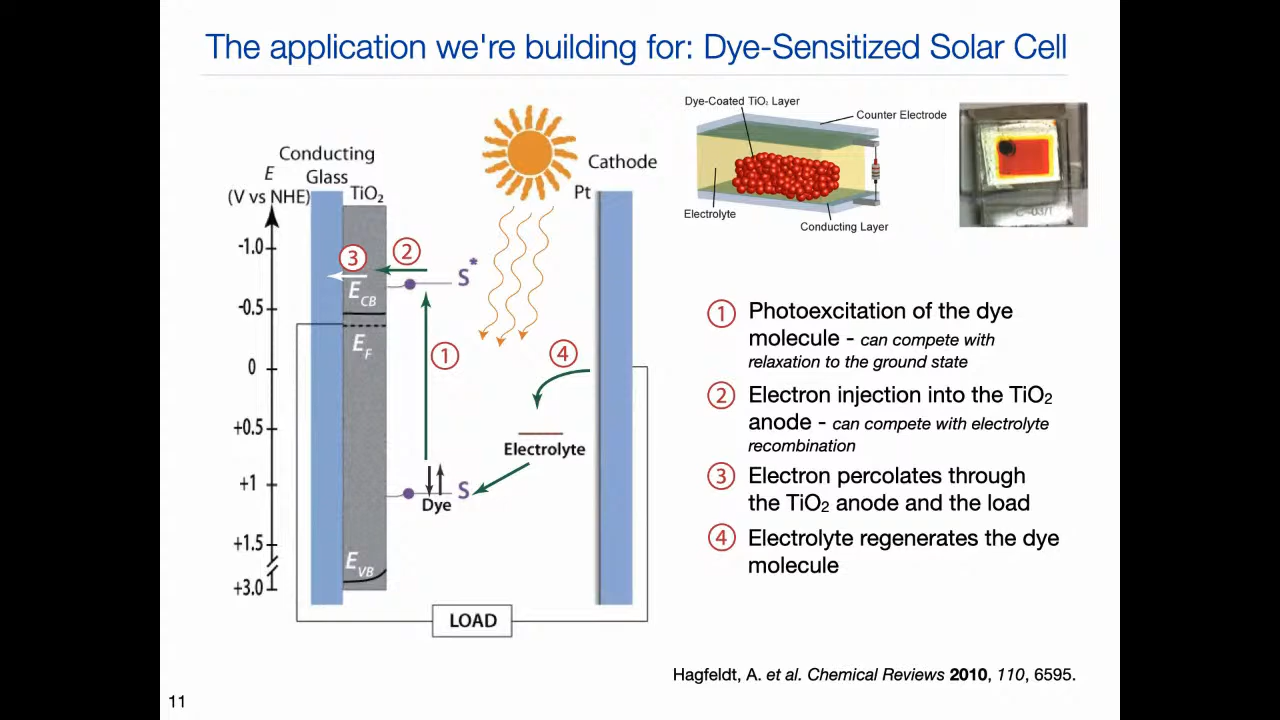 The application we're building for: Dye-Sensitized Solar Cell
Conducting
Glass
E
(V vs NHE)
TiO₂
-1.0
-0.5
0
+0.5
+1
+1.5
+3.0
E_CB
E_F
E_VB
3
2
1
4
S*
S
Dye
Electrolyte
Cathode
Pt
LOAD
Dye-Coated TiO₂ Layer
Counter Electrode
Electrolyte
Conducting Layer
1 Photoexcitation of the dye
molecule - can compete with
relaxation to the ground state
2 Electron injection into the TiO₂
anode - can compete with electrolyte
recombination
3 Electron percolates through
the TiO₂ anode and the load
4 Electrolyte regenerates the dye
molecule
Hagfeldt, A. et al. Chemical Reviews 2010, 110, 6595.
11